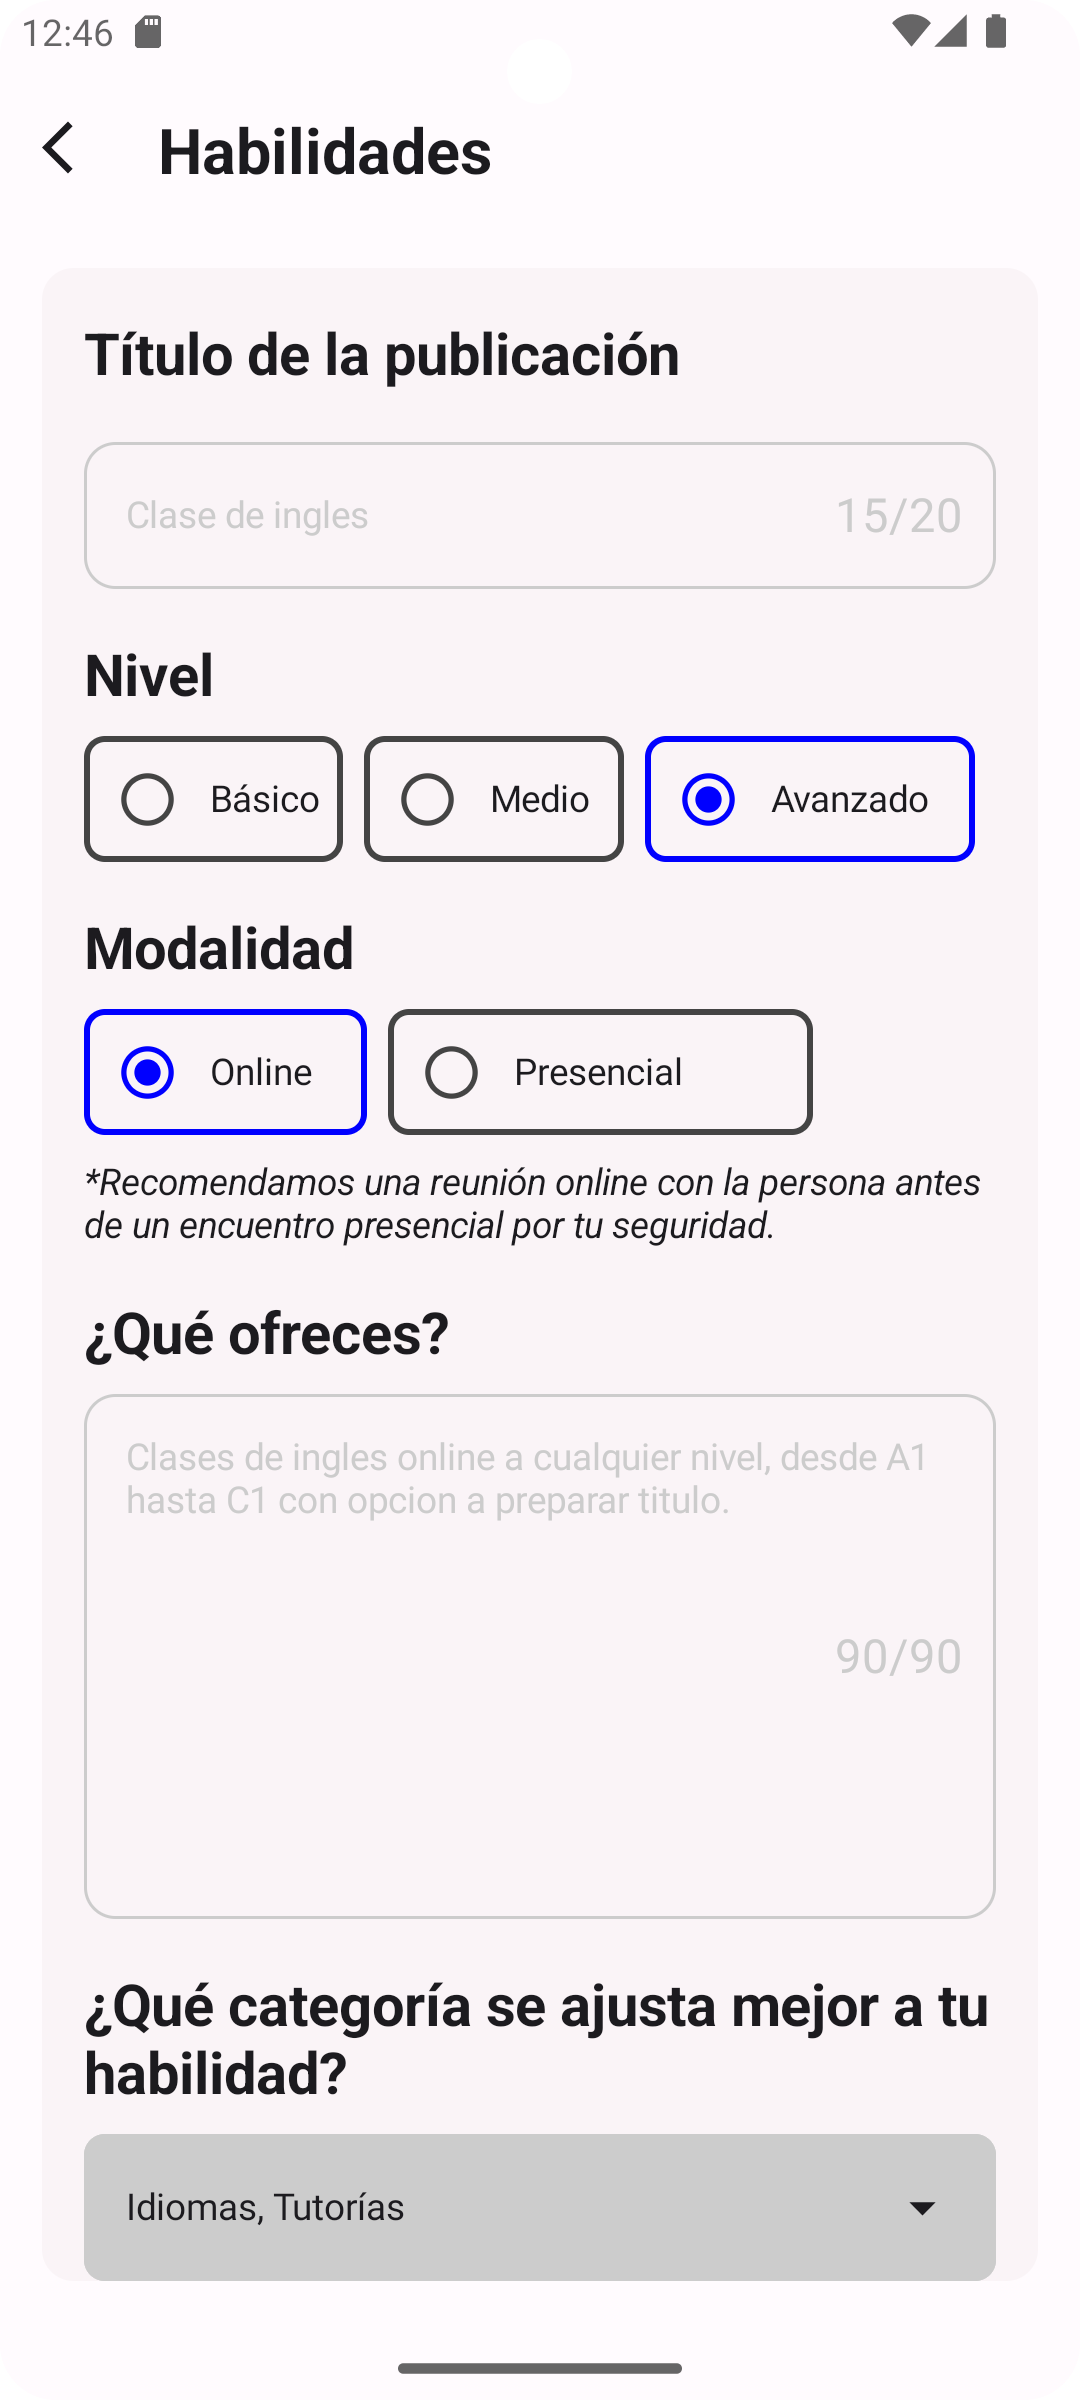 12:46
Habilidades
Título de la publicación
Clase de ingles 15/20
Nivel
Básico Medio Avanzado
Modalidad
Online Presencial
*Recomendamos una reunión online con la persona antes
de un encuentro presencial por tu seguridad.
¿Qué ofreces?
Clases de ingles online a cualquier nivel, desde A1
hasta C1 con opcion a preparar titulo.
90/90
¿Qué categoría se ajusta mejor a tu
habilidad?
Idiomas, Tutorías